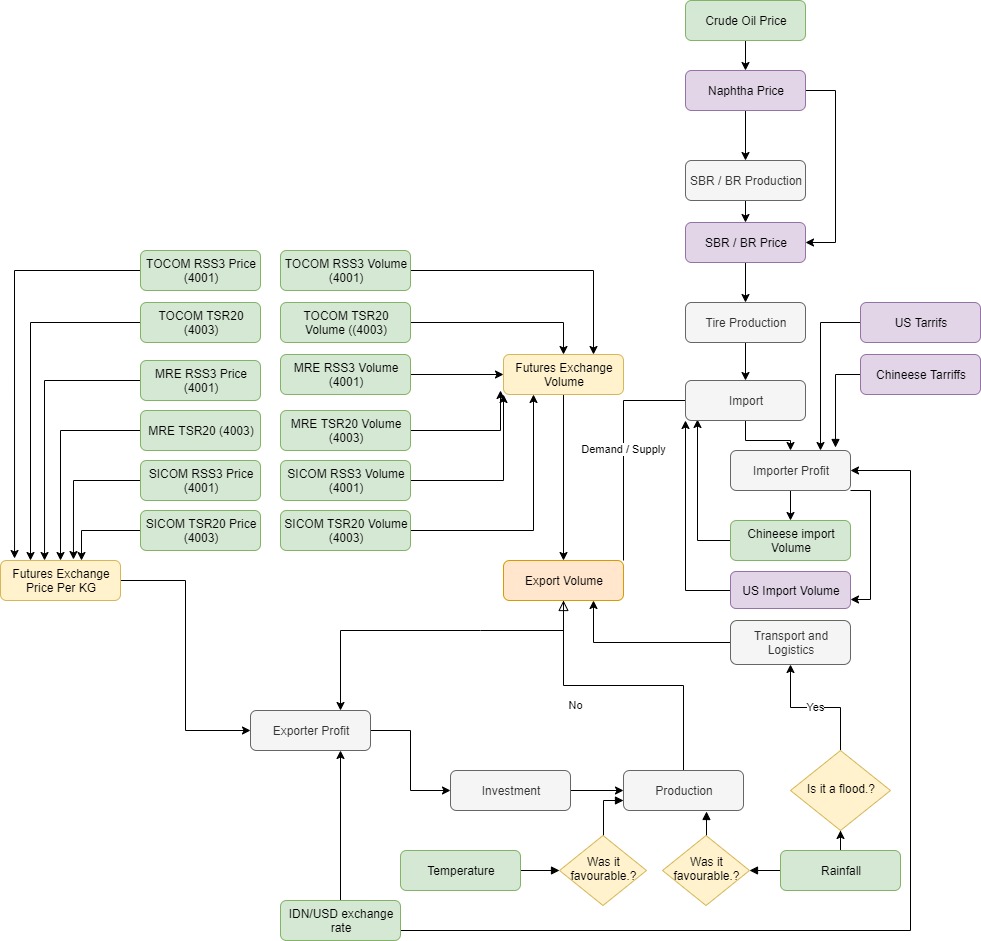 Crude Oil Price
Naphtha Price
SBR / BR Production
SBR / BR Price
TOCOM RSS3 Price
(4001)
TOCOM RSS3 Volume
(4001)
TOCOM TSR20
(4003)
TOCOM TSR20
Volume ((4003)
Tire Production
US Tarrifs
MRE RSS3 Price
(4001)
MRE RSS3 Volume
(4001)
Futures Exchange
Volume
Import
Chineese Tarriffs
MRE TSR20 (4003)
MRE TSR20 Volume
(4003)
Demand / Supply
SICOM RSS3 Price
(4001)
SICOM RSS3 Volume
(4001)
Importer Profit
SICOM TSR20 Price
(4003)
SICOM TSR20 Volume
(4003)
Chineese import
Volume
Futures Exchange
Price Per KG
Export Volume
US Import Volume
Transport and
Logistics
No
Yes
Exporter Profit
Investment
Production
Is it a flood.?
Temperature
Was it
favourable.?
Was it
favourable.?
Rainfall
IDN/USD exchange
rate